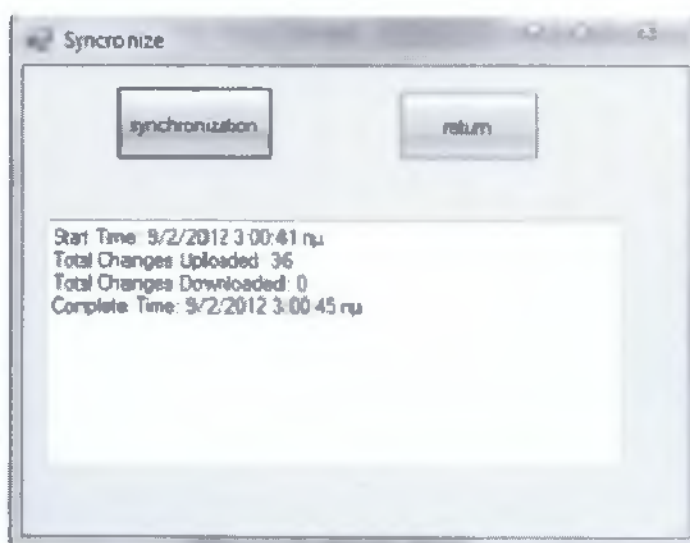 Syncronize
synchronization
return
Start Time: 9/2/2012 3:00:41 πμ
Total Changes Uploaded: 36
Total Changes Downloaded: 0
Complete Time: 9/2/2012 3:00:45 πμ